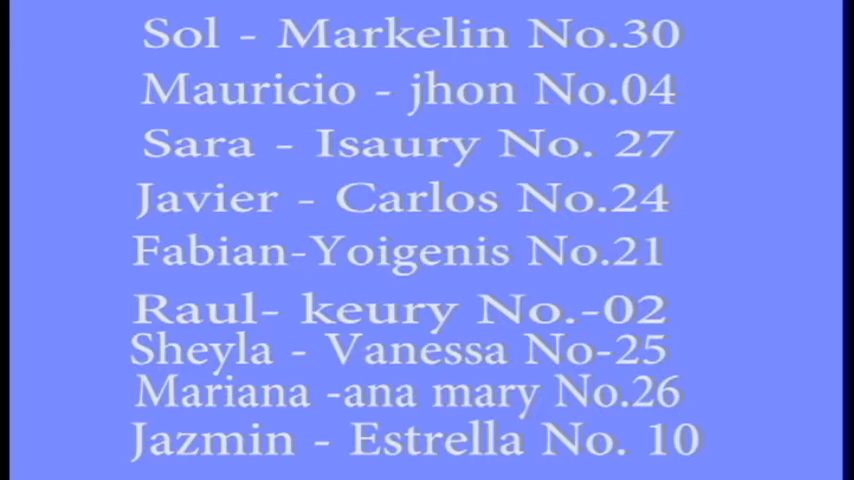 Sol - Markelin No.30
Mauricio - jhon No.04
Sara - Isaury No. 27
Javier - Carlos No.24
Fabian-Yoigenis No.21
Raul- keury No.-02
Sheyla - Vanessa No-25
Mariana -ana mary No.26
Jazmin - Estrella No. 10